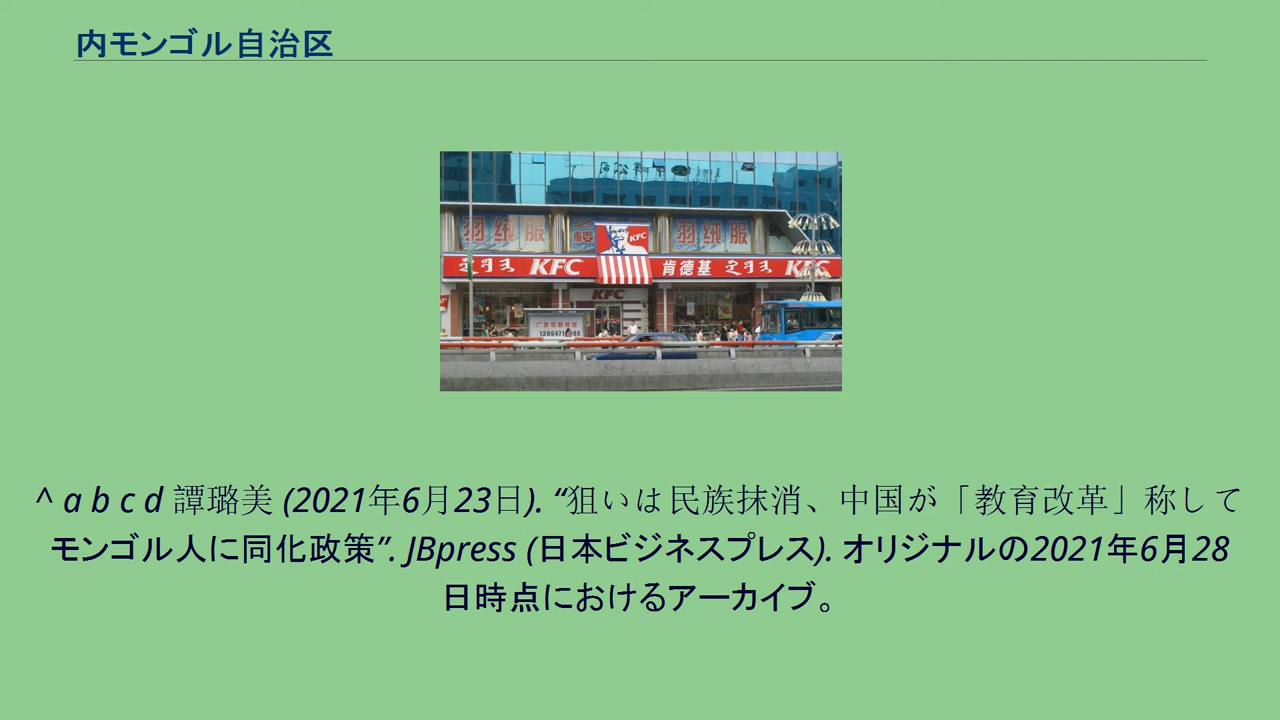 内モンゴル自治区
羽绒服
羽绒服
KFC
KFC
肯德基
KFC
KFC
^ a b c d 譚璐美 (2021年6月23日). “狙いは民族抹消、中国が「教育改革」称して
モンゴル人に同化政策”. JBpress (日本ビジネスプレス). オリジナルの2021年6月28
日時点におけるアーカイブ。